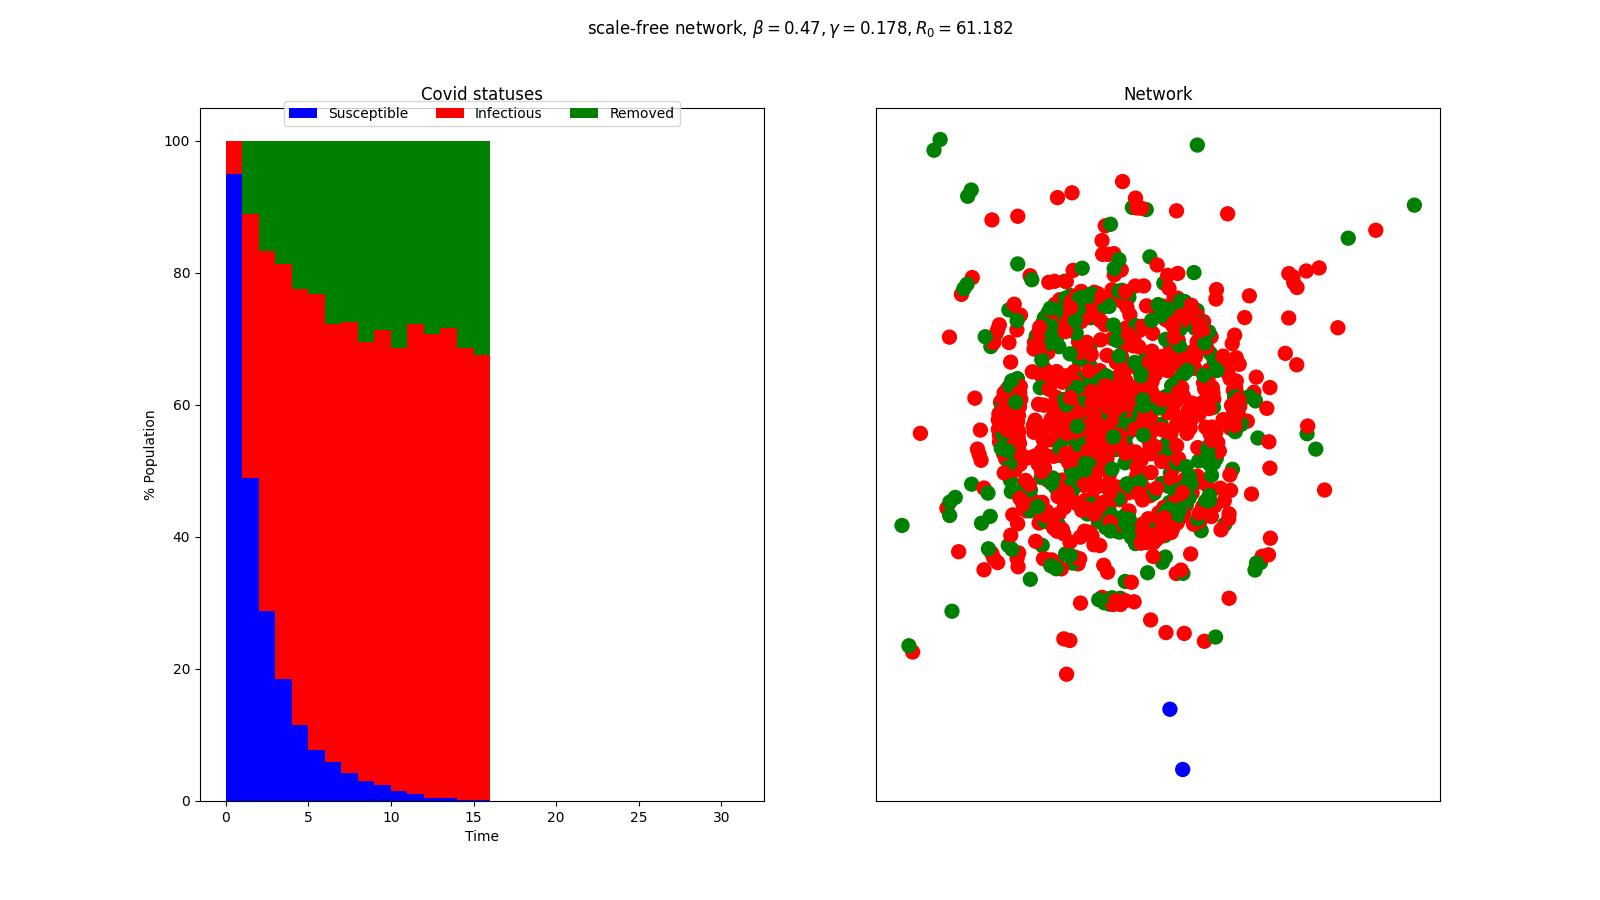 scale-free network, β = 0.47, γ = 0.178, R₀ = 61.182
Covid statuses
Susceptible Infectious Removed
100
80
60
40
20
0
% Population
0 5 10 15 20 25 30
Time
Network